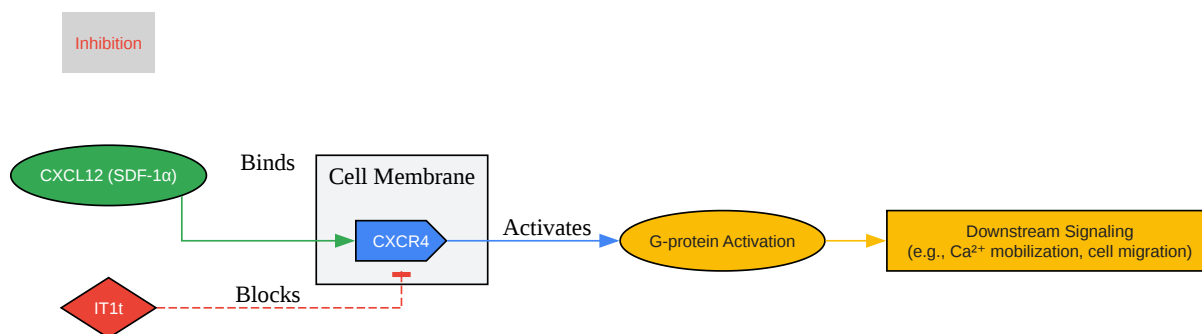 Inhibition
CXCL12 (SDF-1α)
Binds
Cell Membrane
CXCR4
Activates
G-protein Activation
Downstream Signaling
(e.g., Ca²⁺ mobilization, cell migration)
IT1t
Blocks